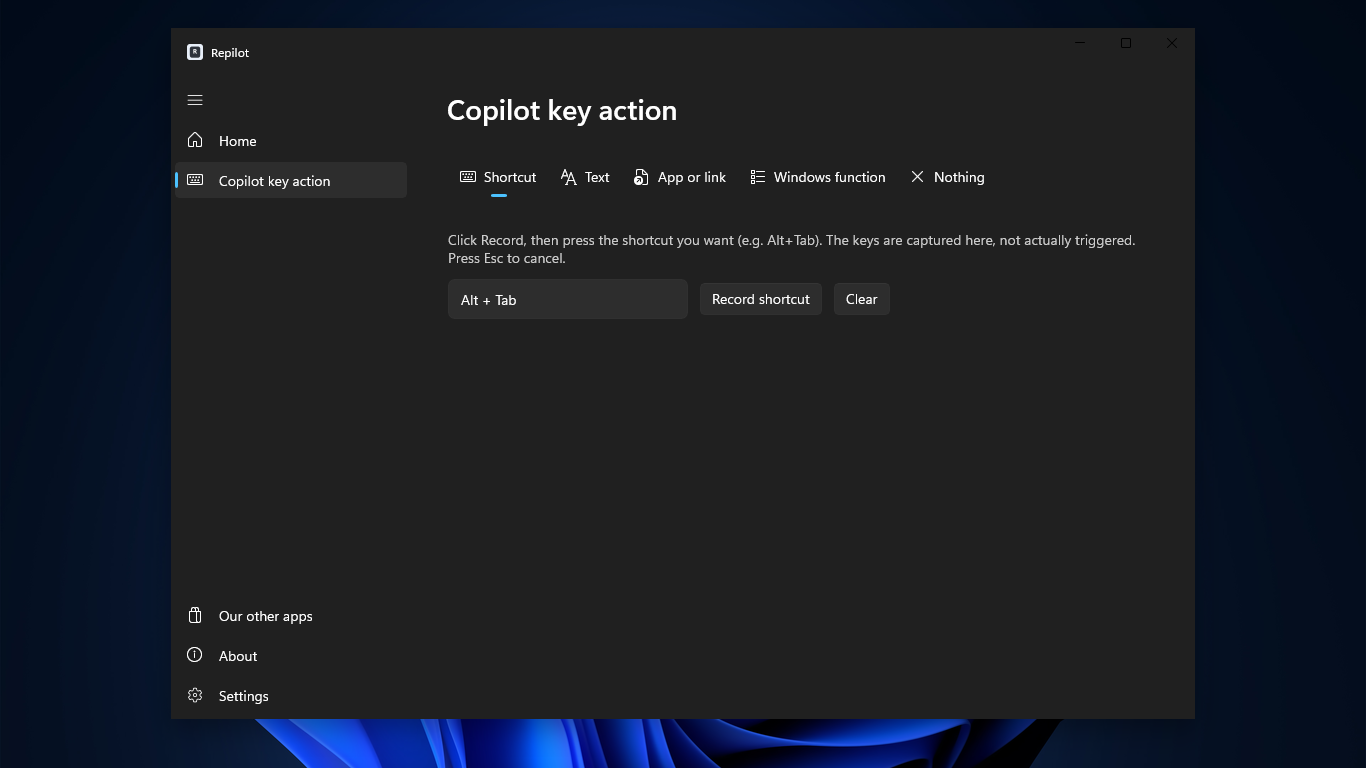 Repilot
Copilot key action
Home
Copilot key action
Shortcut
Text
App or link
Windows function
Nothing
Click Record, then press the shortcut you want (e.g. Alt+Tab). The keys are captured here, not actually triggered.
Press Esc to cancel.
Alt + Tab
Record shortcut
Clear
Our other apps
About
Settings